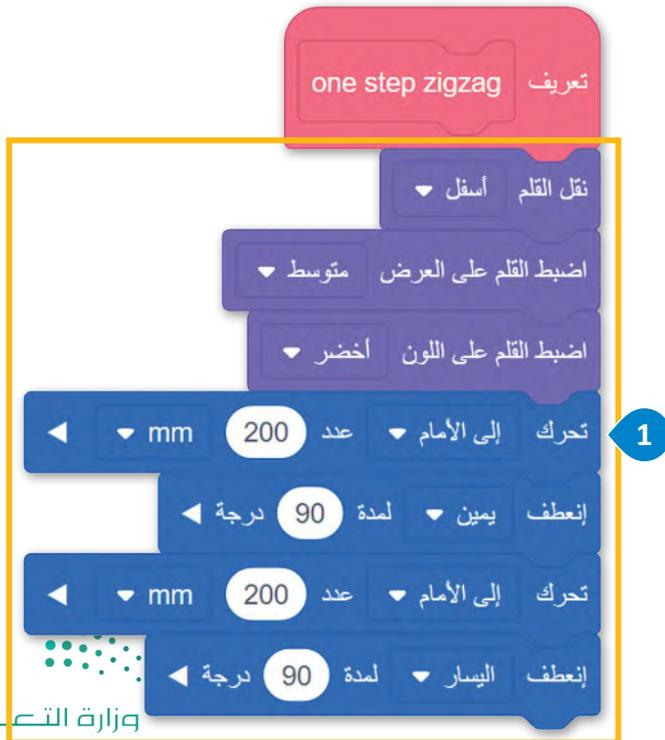 تعريف one step zigzag
نقل القلم أسفل
اضبط القلم على العرض متوسط
اضبط القلم على اللون أخضر
تحرك إلى الأمام عدد 200 mm
1
إنعطف يمين لمدة 90 درجة
تحرك إلى الأمام عدد 200 mm
إنعطف اليسار لمدة 90 درجة
وزارة